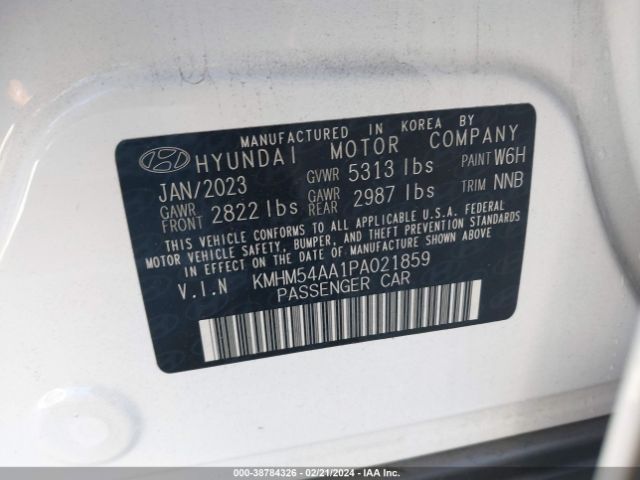 MANUFACTURED IN KOREA BY
HYUNDAI MOTOR COMPANY
JAN/2023 GVWR 5313 lbs PAINT W6H
GAWR FRONT 2822 lbs GAWR REAR 2987 lbs TRIM NNB
THIS VEHICLE CONFORMS TO ALL APPLICABLE U.S.A. FEDERAL
MOTOR VEHICLE SAFETY, BUMPER, AND THEFT PREVENTION STANDARDS
IN EFFECT ON THE DATE OF MANUFACTURE SHOWN ABOVE.
V.I.N KMHM54AA1PA021859
PASSENGER CAR
000-38784326 / 02/21/2024 / IAA Inc.